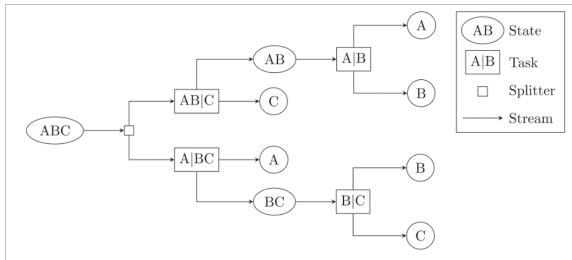 A
AB
A|B
AB State
A|B Task
AB|C
C
B
Splitter
Stream
ABC
A|BC
A
B
BC
B|C
C